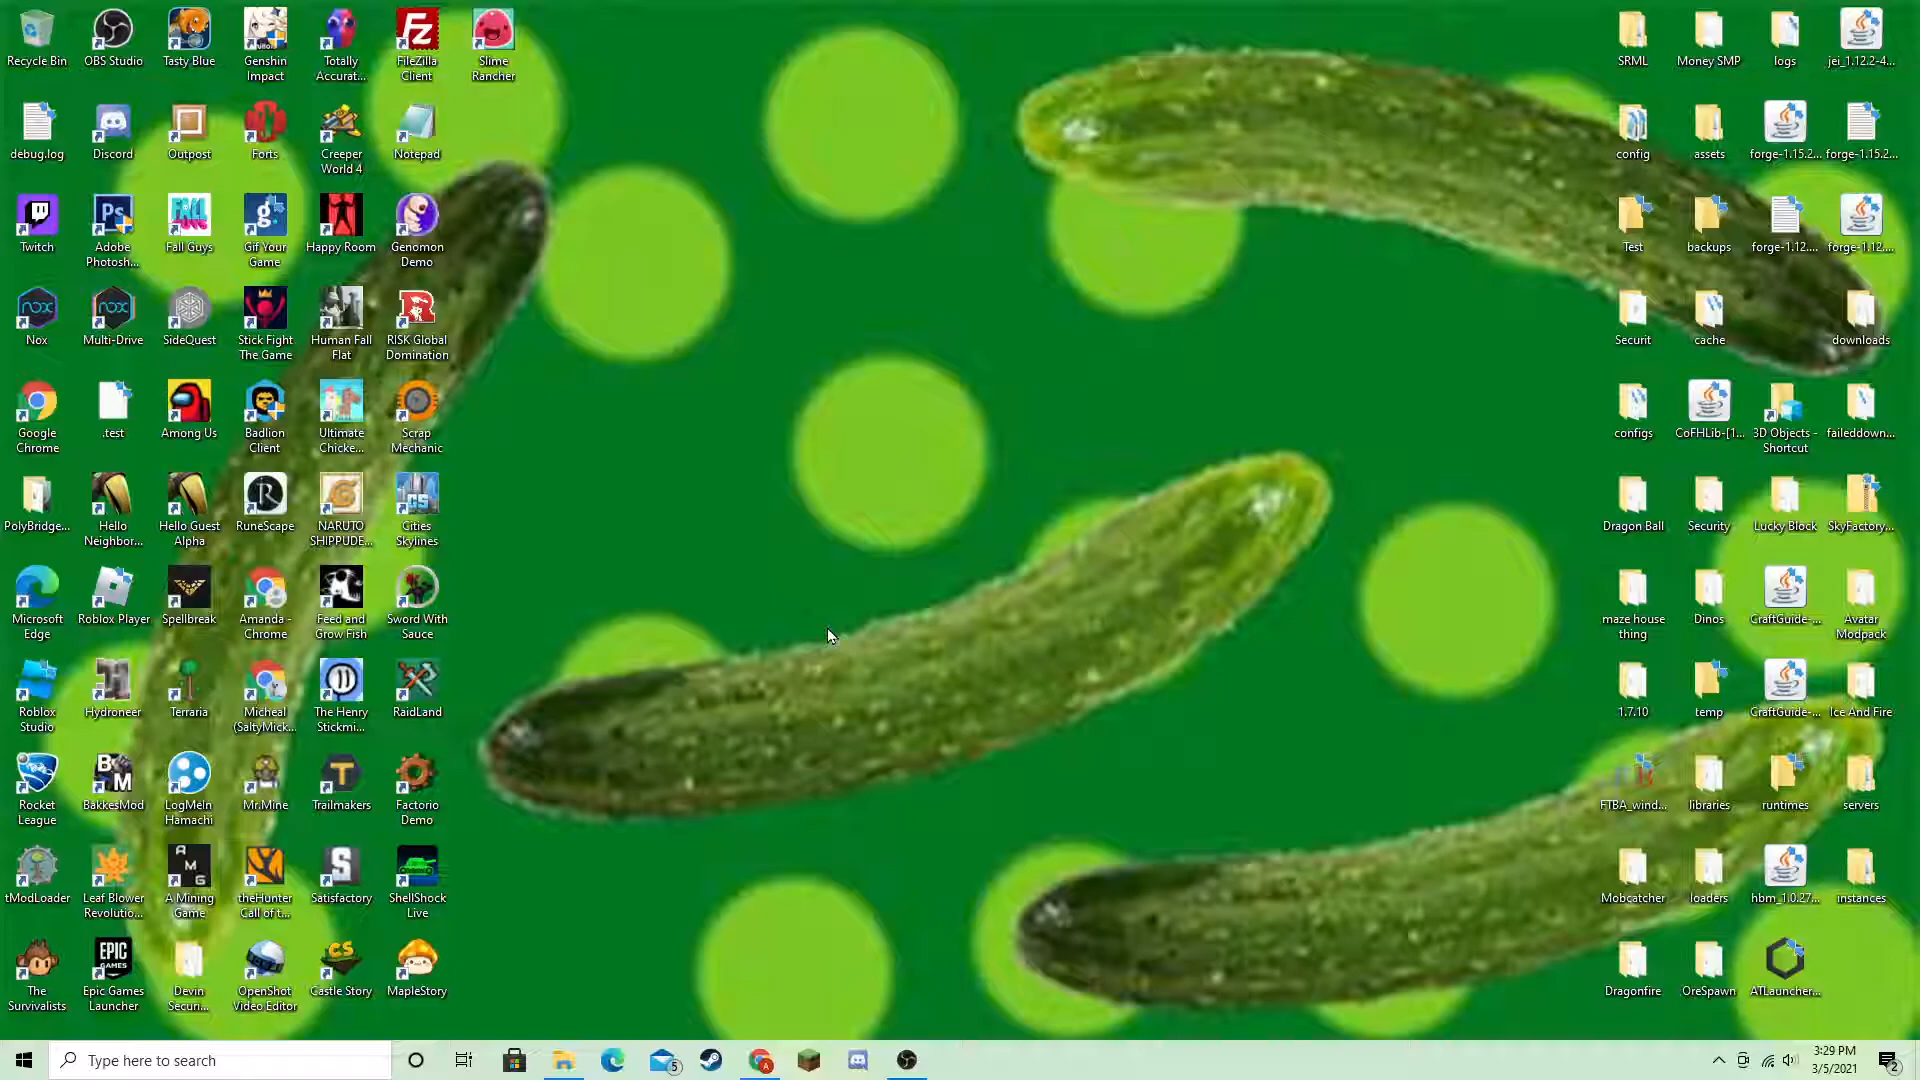 Recycle Bin
OBS Studio
Tasty Blue
Genshin
Impact
Totally
Accurat...
FileZilla
Client
Slime
Rancher
debug.log
Discord
Outpost
Forts
Creeper
World 4
Notepad
Twitch
Adobe
Photosh...
Fall Guys
Gif Your
Game
Happy Room
Genomon
Demo
Nox
Multi-Drive
SideQuest
Stick Fight
The Game
Human Fall
Flat
RISK Global
Domination
Google
Chrome
.test
Among Us
Badlion
Client
Ultimate
Chicke...
Scrap
Mechanic
PolyBridge...
Hello
Neighbor...
Hello Guest
Alpha
RuneScape
NARUTO
SHIPPUDE...
Cities
Skylines
Microsoft
Edge
Roblox Player
Spellbreak
Amanda -
Chrome
Feed and
Grow Fish
Sword With
Sauce
Roblox
Studio
Hydroneer
Terraria
Micheal
(SaltyMick...
The Henry
Stickmi...
RaidLand
Rocket
League
BakkesMod
LogMeIn
Hamachi
Mr.Mine
Trailmakers
Factorio
Demo
tModLoader
Leaf Blower
Revolutio...
A Mining
Game
theHunter
Call of t...
Satisfactory
ShellShock
Live
The
Survivalists
Epic Games
Launcher
Devin
Securi...
OpenShot
Video Editor
Castle Story
MapleStory
SRML
Money SMP
logs
jei_1.12.2-4...
config
assets
forge-1.15.2...
forge-1.15.2...
Test
backups
forge-1.12....
forge-1.12....
Securit
cache
downloads
configs
CoFHLib-[1...
3D Objects -
Shortcut
faileddown...
Dragon Ball
Security
Lucky Block
SkyFactory...
maze house
thing
Dinos
CraftGuide-...
Avatar
Modpack
1.7.10
temp
CraftGuide-...
Ice And Fire
FTBA_wind...
libraries
runtimes
servers
Mobcatcher
loaders
hbm_1.0.27...
instances
Dragonfire
OreSpawn
ATLauncher...
Type here to search
5
A
3:29 PM
3/5/2021
2